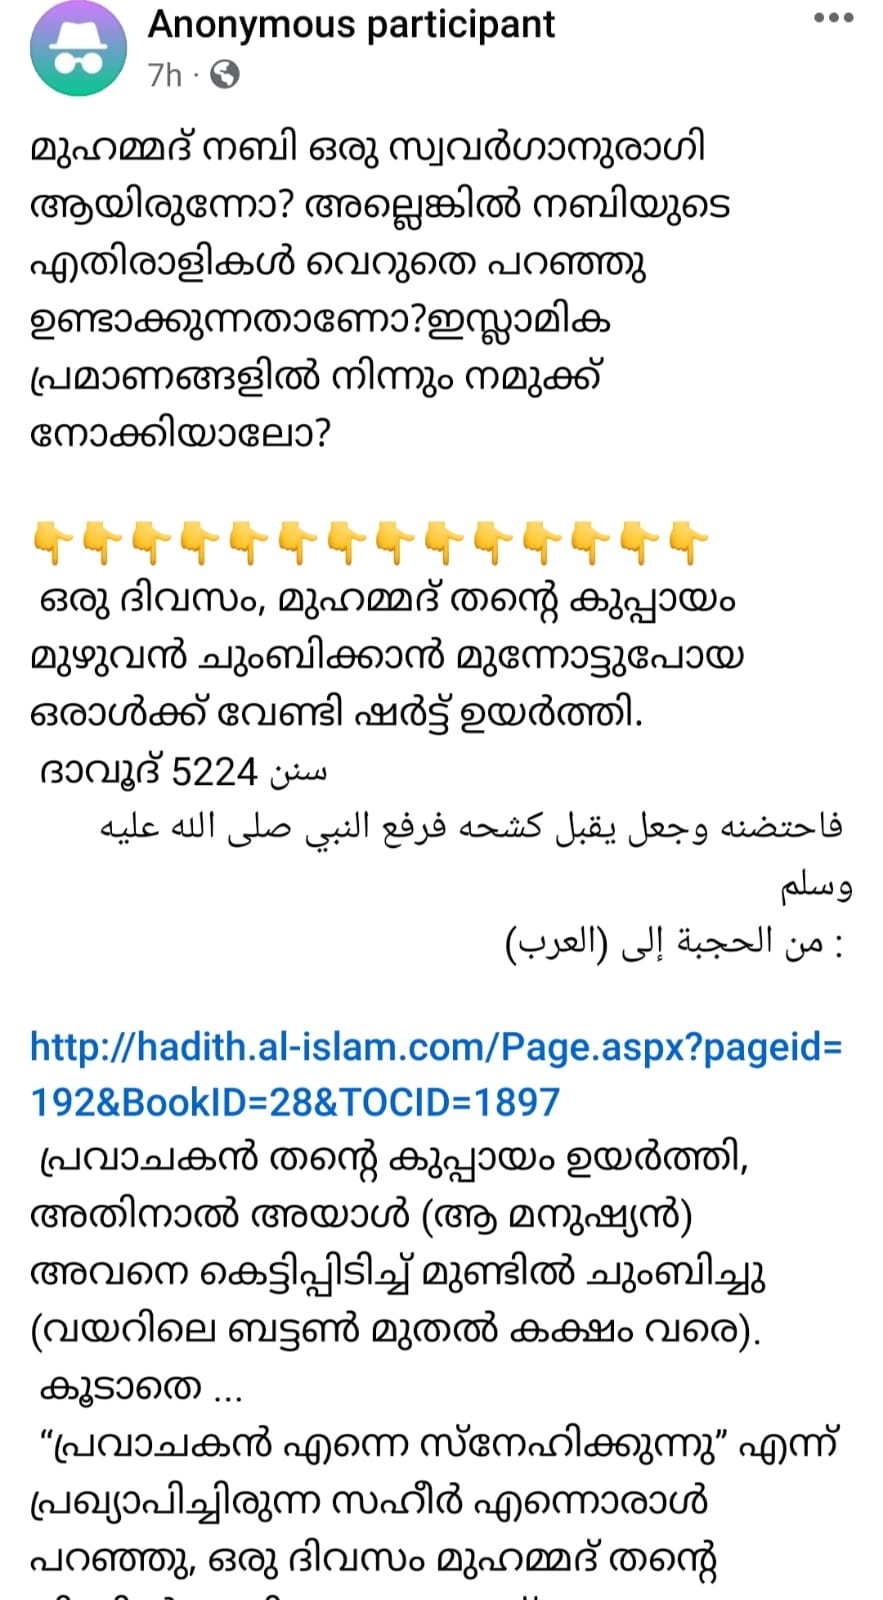 Anonymous participant
7h
മുഹമ്മദ് നബി ഒരു സ്വവർഗാനുരാഗി
ആയിരുന്നോ? അല്ലെങ്കിൽ നബിയുടെ
എതിരാളികൾ വെറുതെ പറഞ്ഞു
ഉണ്ടാക്കുന്നതാണോ?ഇസ്ലാമിക
പ്രമാണങ്ങളിൽ നിന്നും നമുക്ക്
നോക്കിയാലോ?
👇👇👇👇👇👇👇👇👇👇👇👇👇👇
ഒരു ദിവസം, മുഹമ്മദ് തന്റെ കുപ്പായം
മുഴുവൻ ചുംബിക്കാൻ മുന്നോട്ടുപോയ
ഒരാൾക്ക് വേണ്ടി ഷർട്ട് ഉയർത്തി.
ദാവൂദ് 5224 سنن
فاحتضنه وجعل يقبل كشحه فرفع النبي صلى الله عليه
وسلم
: من الحجبة إلى (العرب)
http://hadith.al-islam.com/Page.aspx?pageid=
192&BookID=28&TOCID=1897
പ്രവാചകൻ തന്റെ കുപ്പായം ഉയർത്തി,
അതിനാൽ അയാൾ (ആ മനുഷ്യൻ)
അവനെ കെട്ടിപ്പിടിച്ച് മുണ്ടിൽ ചുംബിച്ചു
(വയറിലെ ബട്ടൺ മുതൽ കക്ഷം വരെ).
കൂടാതെ ...
“പ്രവാചകൻ എന്നെ സ്നേഹിക്കുന്നു” എന്ന്
പ്രഖ്യാപിച്ചിരുന്ന സഹീർ എന്നൊരാൾ
പറഞ്ഞു, ഒരു ദിവസം മുഹമ്മദ് തന്റെ